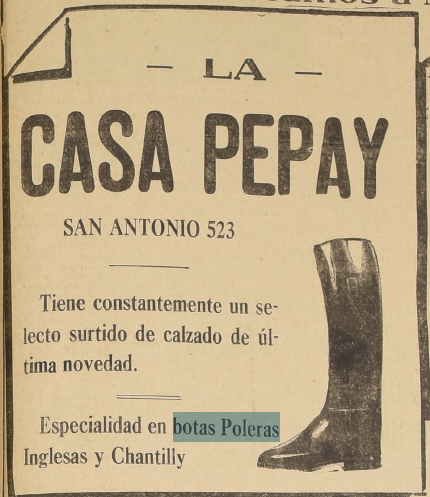 — LA —
CASA PEPAY
SAN ANTONIO 523
Tiene constantemente un se-
lecto surtido de calzado de úl-
tima novedad.
Especialidad en botas Poleras
Inglesas y Chantilly